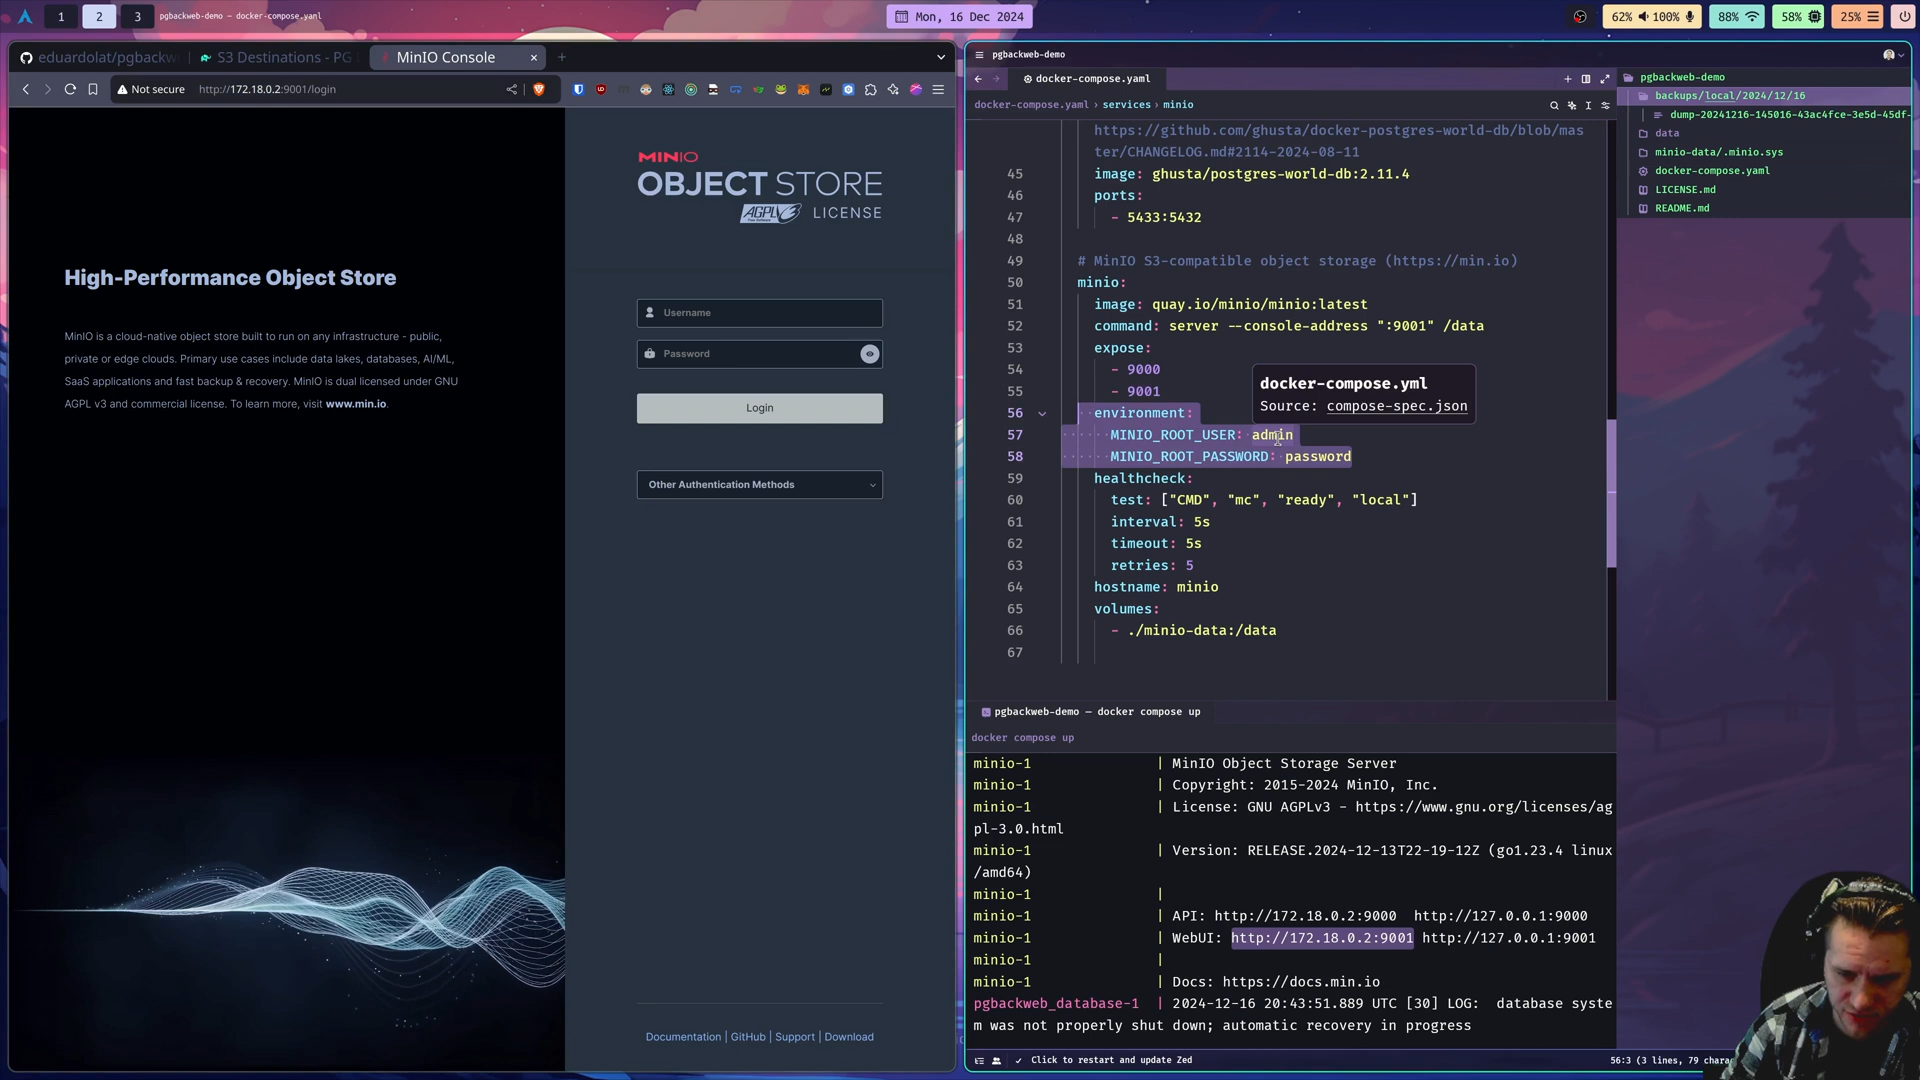 1
2
3
pgbackweb-demo — docker-compose.yaml
Mon, 16 Dec 2024
62%
100%
88%
58%
25%
eduardolat/pgbackw
S3 Destinations - PG
MinIO Console
Not secure
http://172.18.0.2:9001/login
MINIO
OBJECT STORE
AGPLV3 LICENSE
High-Performance Object Store
MinIO is a cloud-native object store built to run on any infrastructure - public,
private or edge clouds. Primary use cases include data lakes, databases, AI/ML,
SaaS applications and fast backup & recovery. MinIO is dual licensed under GNU
AGPL v3 and commercial license. To learn more, visit www.min.io.
Username
Password
Login
Other Authentication Methods
Documentation | GitHub | Support | Download
pgbackweb-demo
docker-compose.yaml
docker-compose.yaml › services › minio
https://github.com/ghusta/docker-postgres-world-db/blob/mas
ter/CHANGELOG.md#2114-2024-08-11
45 image: ghusta/postgres-world-db:2.11.4
46 ports:
47 - 5433:5432
48
49 # MinIO S3-compatible object storage (https://min.io)
50 minio:
51 image: quay.io/minio/minio:latest
52 command: server --console-address ":9001" /data
53 expose:
54 - 9000
55 - 9001
56 environment:
57 MINIO_ROOT_USER: admin
58 MINIO_ROOT_PASSWORD: password
59 healthcheck:
60 test: ["CMD", "mc", "ready", "local"]
61 interval: 5s
62 timeout: 5s
63 retries: 5
64 hostname: minio
65 volumes:
66 - ./minio-data:/data
67
docker-compose.yml
Source: compose-spec.json
pgbackweb-demo
backups/local/2024/12/16
dump-20241216-145016-43ac4fce-3e5d-45df-
data
minio-data/.minio.sys
docker-compose.yaml
LICENSE.md
README.md
pgbackweb-demo — docker compose up
docker compose up
minio-1 | MinIO Object Storage Server
minio-1 | Copyright: 2015-2024 MinIO, Inc.
minio-1 | License: GNU AGPLv3 - https://www.gnu.org/licenses/ag
pl-3.0.html
minio-1 | Version: RELEASE.2024-12-13T22-19-12Z (go1.23.4 linux
/amd64)
minio-1 |
minio-1 | API: http://172.18.0.2:9000 http://127.0.0.1:9000
minio-1 | WebUI: http://172.18.0.2:9001 http://127.0.0.1:9001
minio-1 |
minio-1 | Docs: https://docs.min.io
pgbackweb_database-1 | 2024-12-16 20:43:51.889 UTC [30] LOG: database syste
m was not properly shut down; automatic recovery in progress
Click to restart and update Zed
56:3 (3 lines, 79 chara